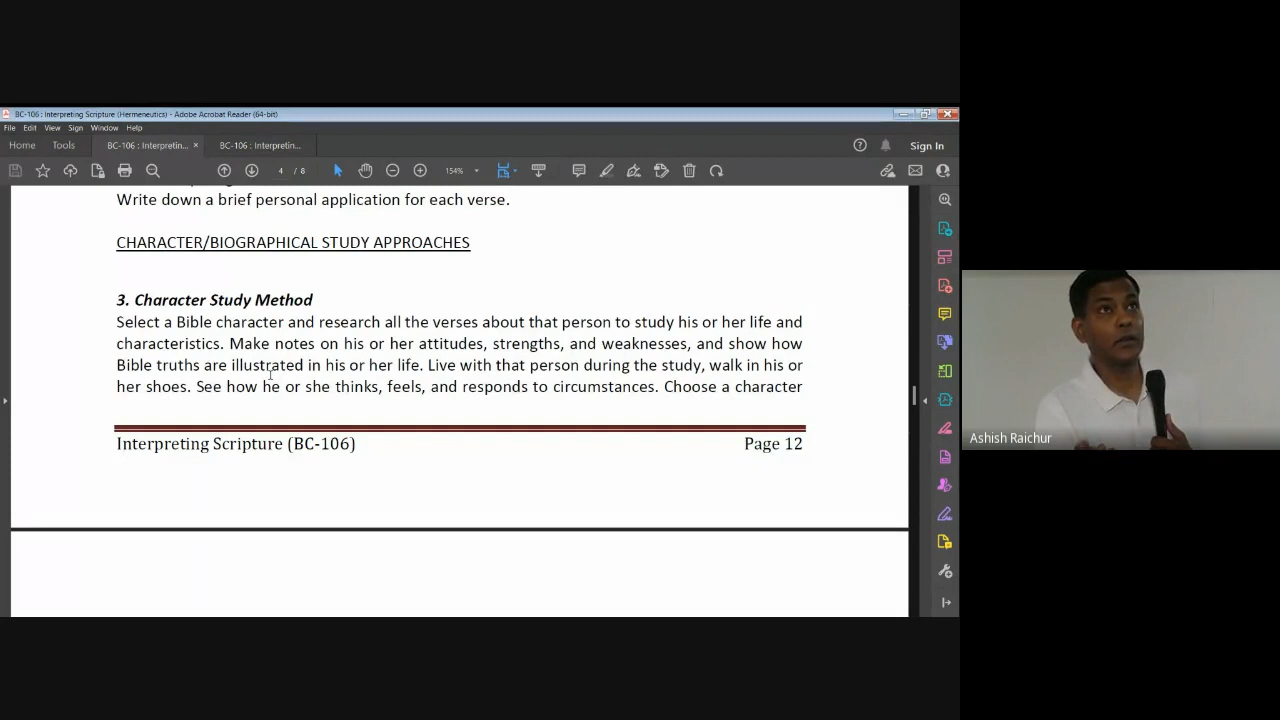 BC-106 : Interpreting Scripture (Hermeneutics) - Adobe Acrobat Reader (64-bit)
File Edit View Sign Window Help
Home Tools BC-106 : Interpretin... × BC-106 : Interpretin... Sign In
4 / 8 154%
Write down a brief personal application for each verse.
CHARACTER/BIOGRAPHICAL STUDY APPROACHES
3. Character Study Method
Select a Bible character and research all the verses about that person to study his or her life and
characteristics. Make notes on his or her attitudes, strengths, and weaknesses, and show how
Bible truths are illustrated in his or her life. Live with that person during the study, walk in his or
her shoes. See how he or she thinks, feels, and responds to circumstances. Choose a character
Interpreting Scripture (BC-106) Page 12
Ashish Raichur